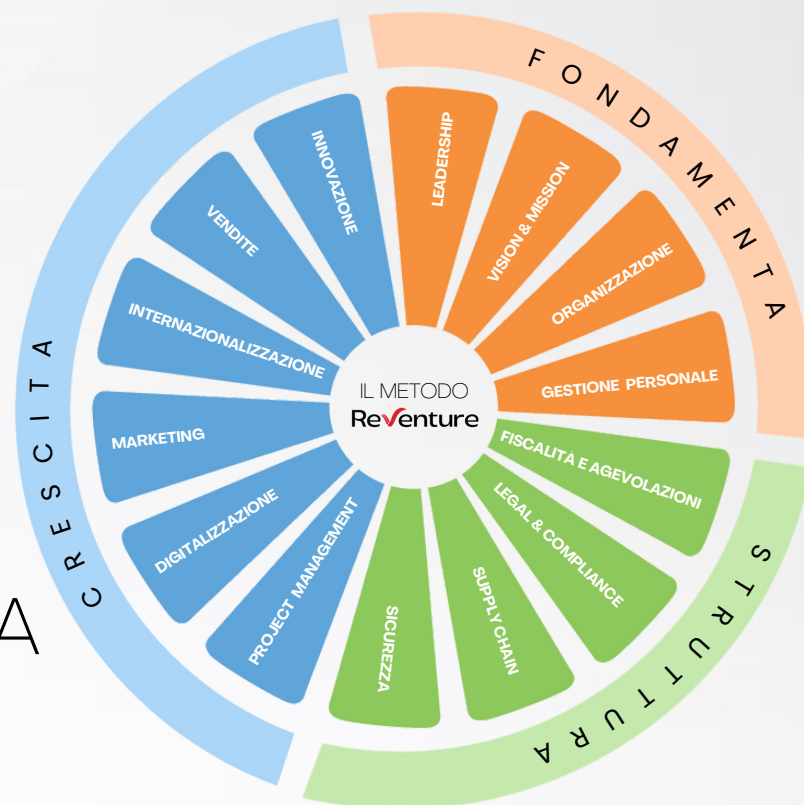 FONDAMENTA
LEADERSHIP
VISION & MISSION
ORGANIZZAZIONE
GESTIONE PERSONALE
STRUTTURA
FISCALITÀ E AGEVOLAZIONI
LEGAL & COMPLIANCE
SUPPLY CHAIN
SICUREZZA
CRESCITA
PROJECT MANAGEMENT
DIGITALIZZAZIONE
MARKETING
INTERNAZIONALIZZAZIONE
VENDITE
INNOVAZIONE
IL METODO
ReVenture
A